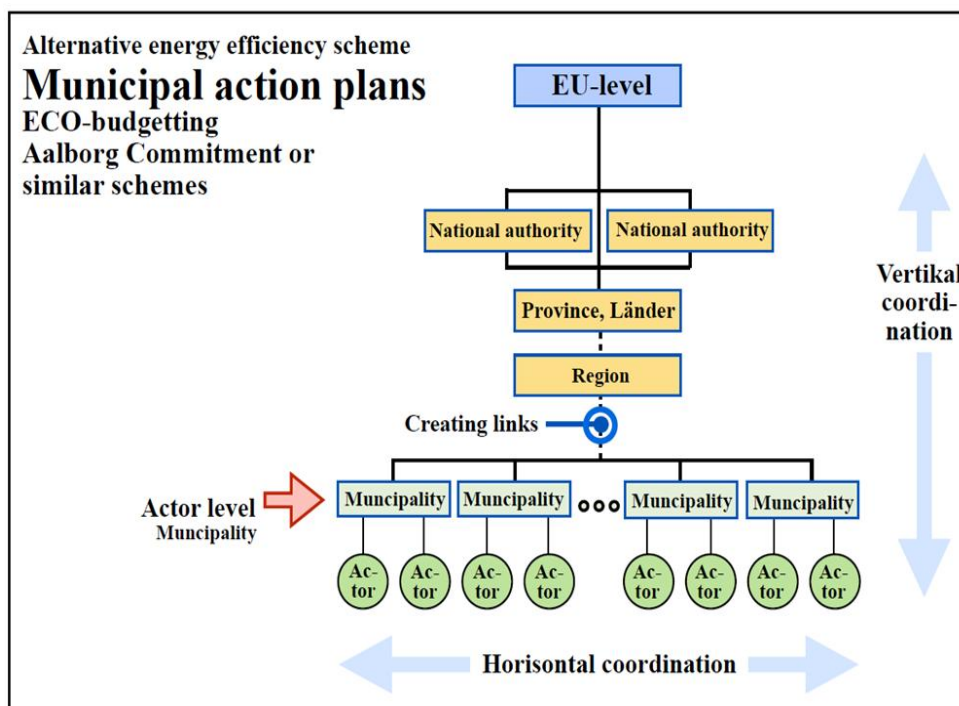 Alternative energy efficiency scheme
Municipal action plans
ECO-budgetting
Aalborg Commitment or
similar schemes
EU-level
National authority
National authority
Province, Länder
Region
Creating links
Vertikal
coordi-
nation
Actor level
Muncipality
Muncipality
Muncipality
Muncipality
Muncipality
Ac-
tor
Ac-
tor
Ac-
tor
Ac-
tor
Ac-
tor
Ac-
tor
Ac-
tor
Ac-
tor
Horisontal coordination